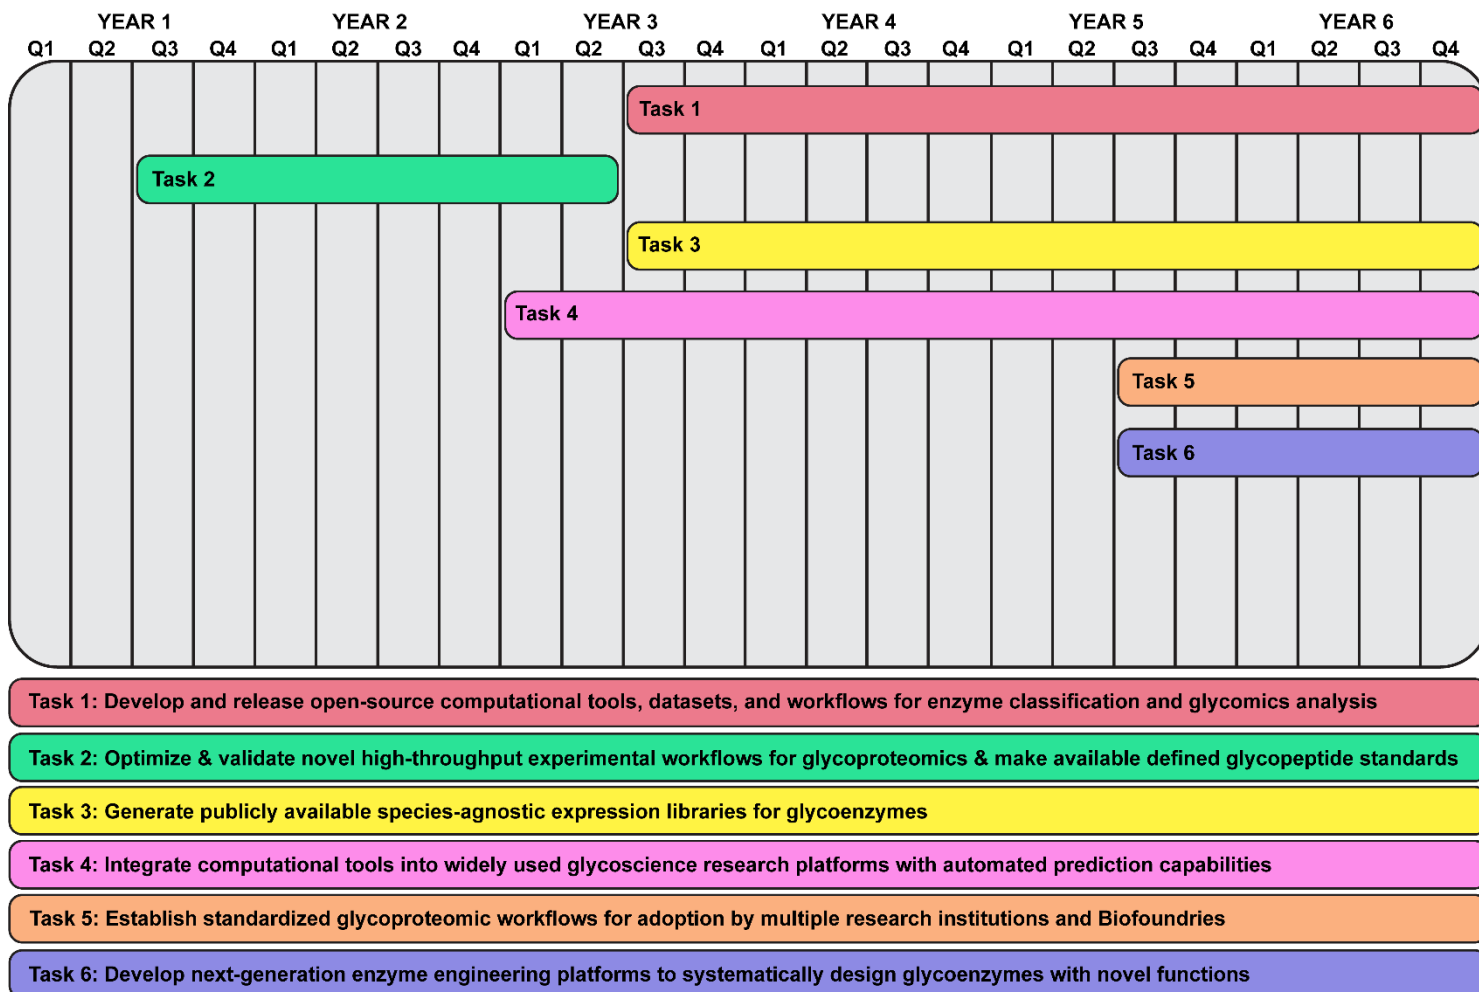 YEAR 1 YEAR 2 YEAR 3 YEAR 4 YEAR 5 YEAR 6
Q1 Q2 Q3 Q4 Q1 Q2 Q3 Q4 Q1 Q2 Q3 Q4 Q1 Q2 Q3 Q4 Q1 Q2 Q3 Q4 Q1 Q2 Q3 Q4
Task 1
Task 2
Task 3
Task 4
Task 5
Task 6
Task 1: Develop and release open-source computational tools, datasets, and workflows for enzyme classification and glycomics analysis
Task 2: Optimize & validate novel high-throughput experimental workflows for glycoproteomics & make available defined glycopeptide standards
Task 3: Generate publicly available species-agnostic expression libraries for glycoenzymes
Task 4: Integrate computational tools into widely used glycoscience research platforms with automated prediction capabilities
Task 5: Establish standardized glycoproteomic workflows for adoption by multiple research institutions and Biofoundries
Task 6: Develop next-generation enzyme engineering platforms to systematically design glycoenzymes with novel functions